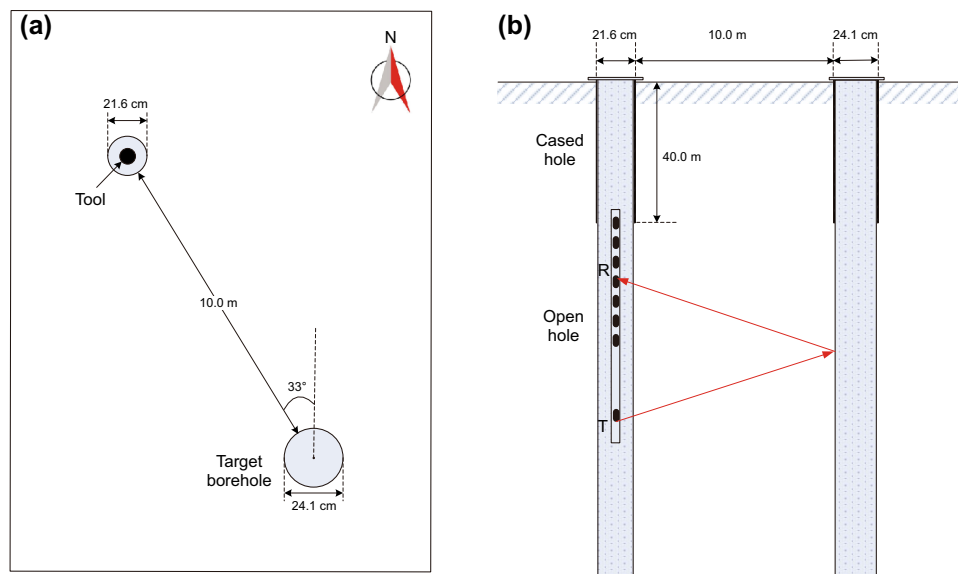 (a)
N
21.6 cm
Tool
10.0 m
33°
Target
borehole
24.1 cm
(b)
21.6 cm
10.0 m
24.1 cm
Cased
hole
40.0 m
R
Open
hole
T